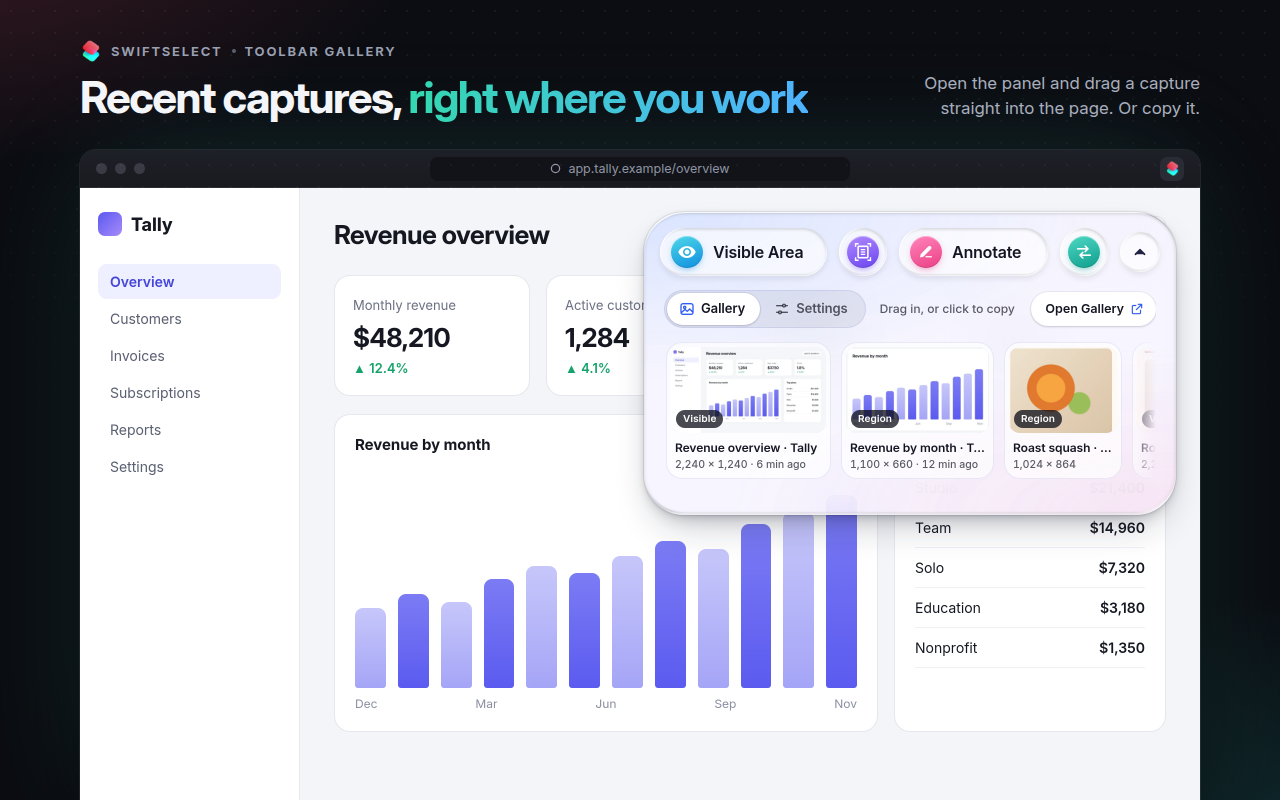 SWIFTSELECT • TOOLBAR GALLERY
Recent captures, right where you work
Open the panel and drag a capture
straight into the page. Or copy it.
app.tally.example/overview
Tally
Overview
Customers
Invoices
Subscriptions
Reports
Settings
Revenue overview
Monthly revenue
$48,210
▲ 12.4%
Active
1,284
▲ 4.1%
Visible Area
Annotate
Gallery
Settings
Drag in, or click to copy
Open Gallery
Visible
Revenue overview · Tally
2,240 × 1,240 · 6 min ago
Revenue by month
Region
Revenue by month · T...
1,100 × 660 · 12 min ago
Region
Roast squash · ...
1,024 × 864
Revenue by month
Dec
Mar
Jun
Sep
Nov
$21,400
Team $14,960
Solo $7,320
Education $3,180
Nonprofit $1,350